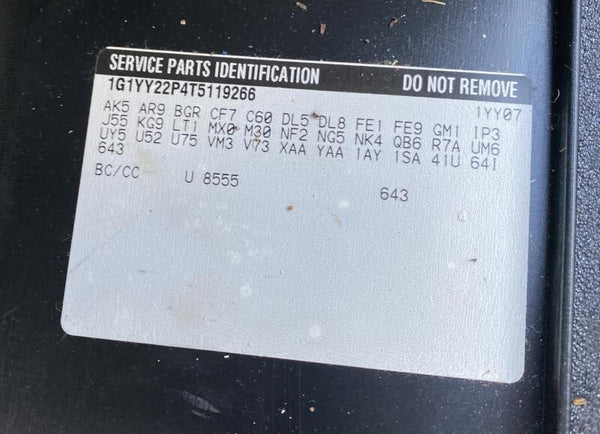 SERVICE PARTS IDENTIFICATION DO NOT REMOVE
1G1YY22P4T5119266 1YY07
AK5 AR9 BGR CF7 C60 DL5 DL8 FE1 FE9 GM1 IP3
J55 KG9 LT1 MX0 M30 NF2 NG5 NK4 QB6 R7A UM6
UY5 U52 U75 VM3 V73 XAA YAA 1AY 1SA 41U 64I
643
BC/CC U 8555 643